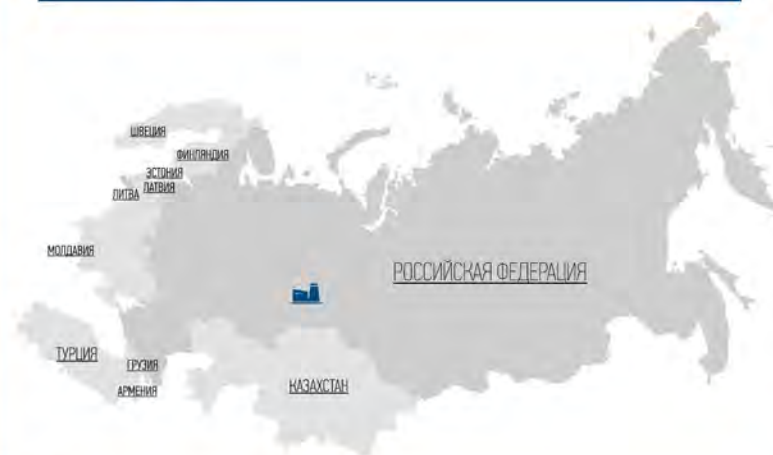 ШВЕЦИЯ
ФИНЛЯНДИЯ
ЭСТОНИЯ
ЛАТВИЯ
ЛИТВА
МОЛДАВИЯ
РОССИЙСКАЯ ФЕДЕРАЦИЯ
ТУРЦИЯ
ГРУЗИЯ
АРМЕНИЯ
КАЗАХСТАН